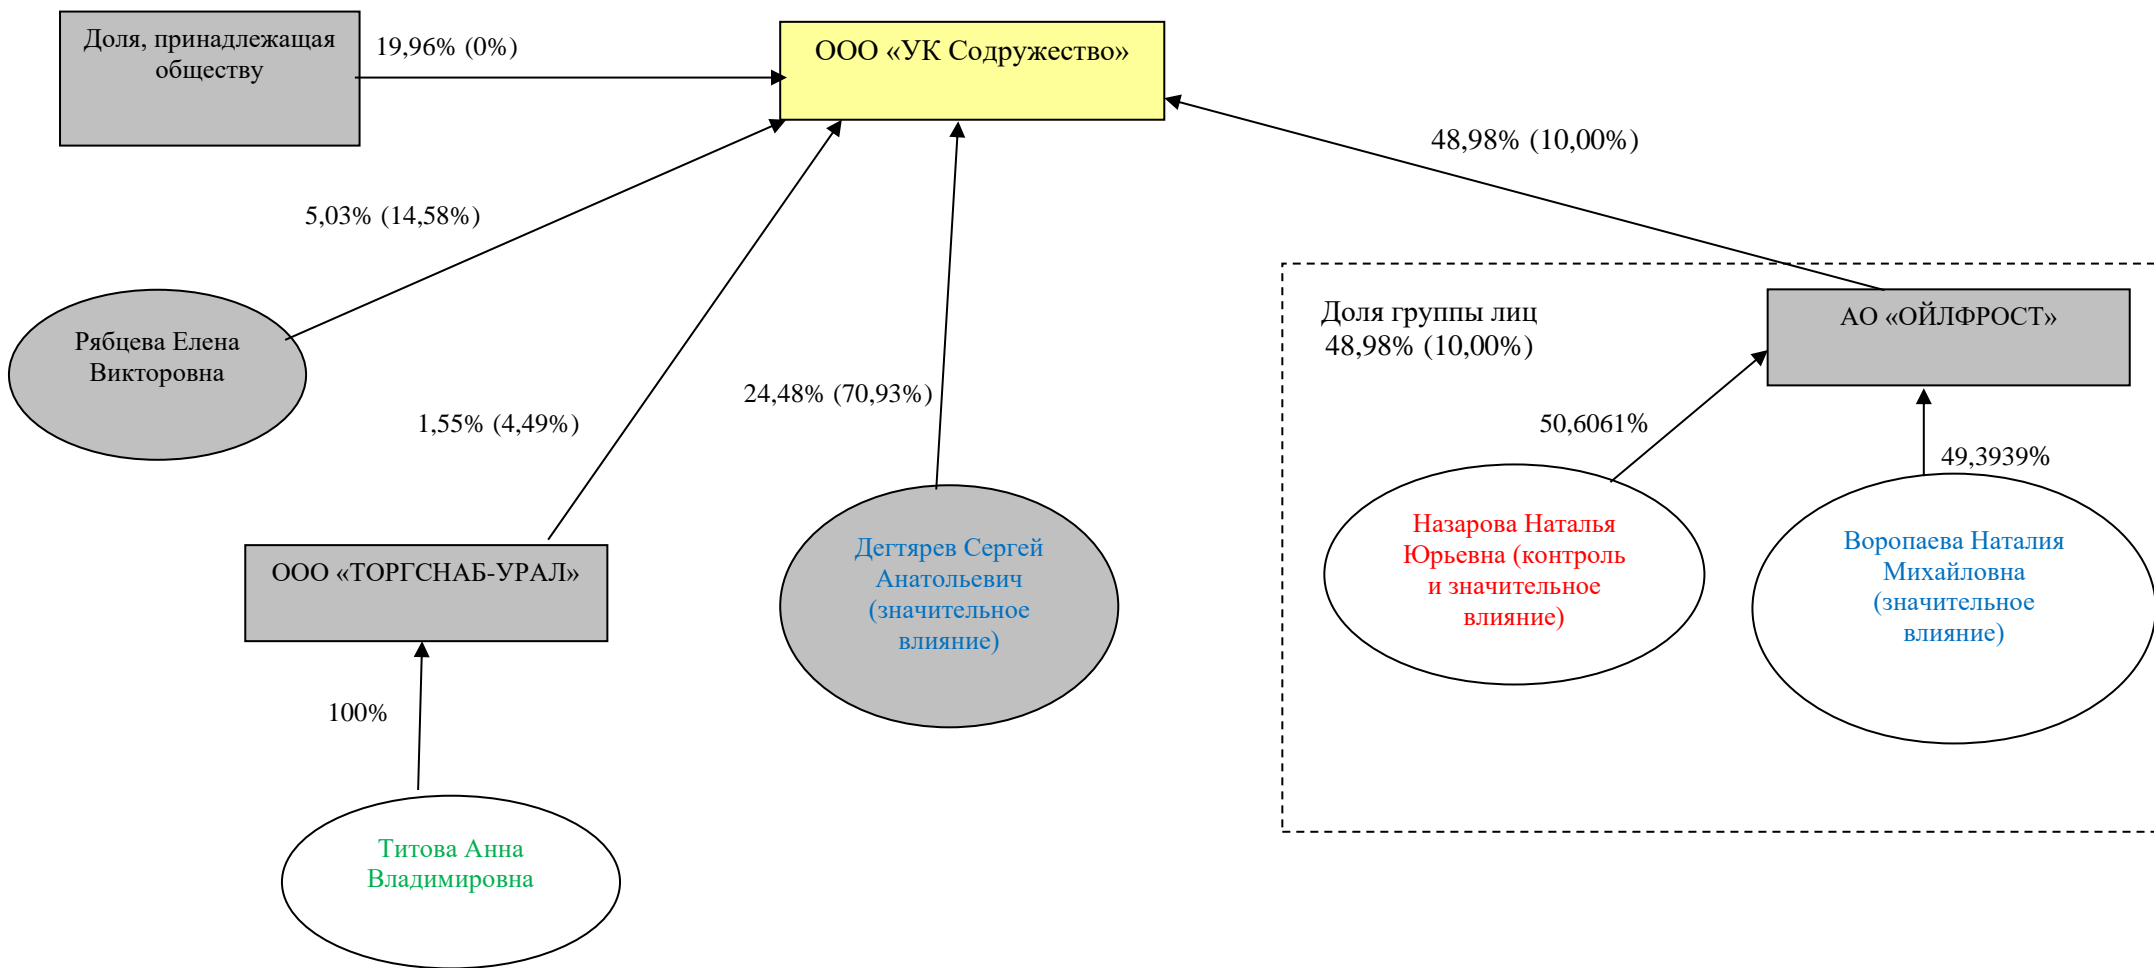 Доля, принадлежащая
обществу
19,96% (0%)
ООО «УК Содружество»
48,98% (10,00%)
5,03% (14,58%)
Рябцева Елена
Викторовна
1,55% (4,49%)
24,48% (70,93%)
Доля группы лиц
48,98% (10,00%)
АО «ОЙЛФРОСТ»
50,6061%
49,3939%
Назарова Наталья
Юрьевна (контроль
и значительное
влияние)
Воропаева Наталия
Михайловна
(значительное
влияние)
Дегтярев Сергей
Анатольевич
(значительное
влияние)
ООО «ТОРГСНАБ-УРАЛ»
100%
Титова Анна
Владимировна